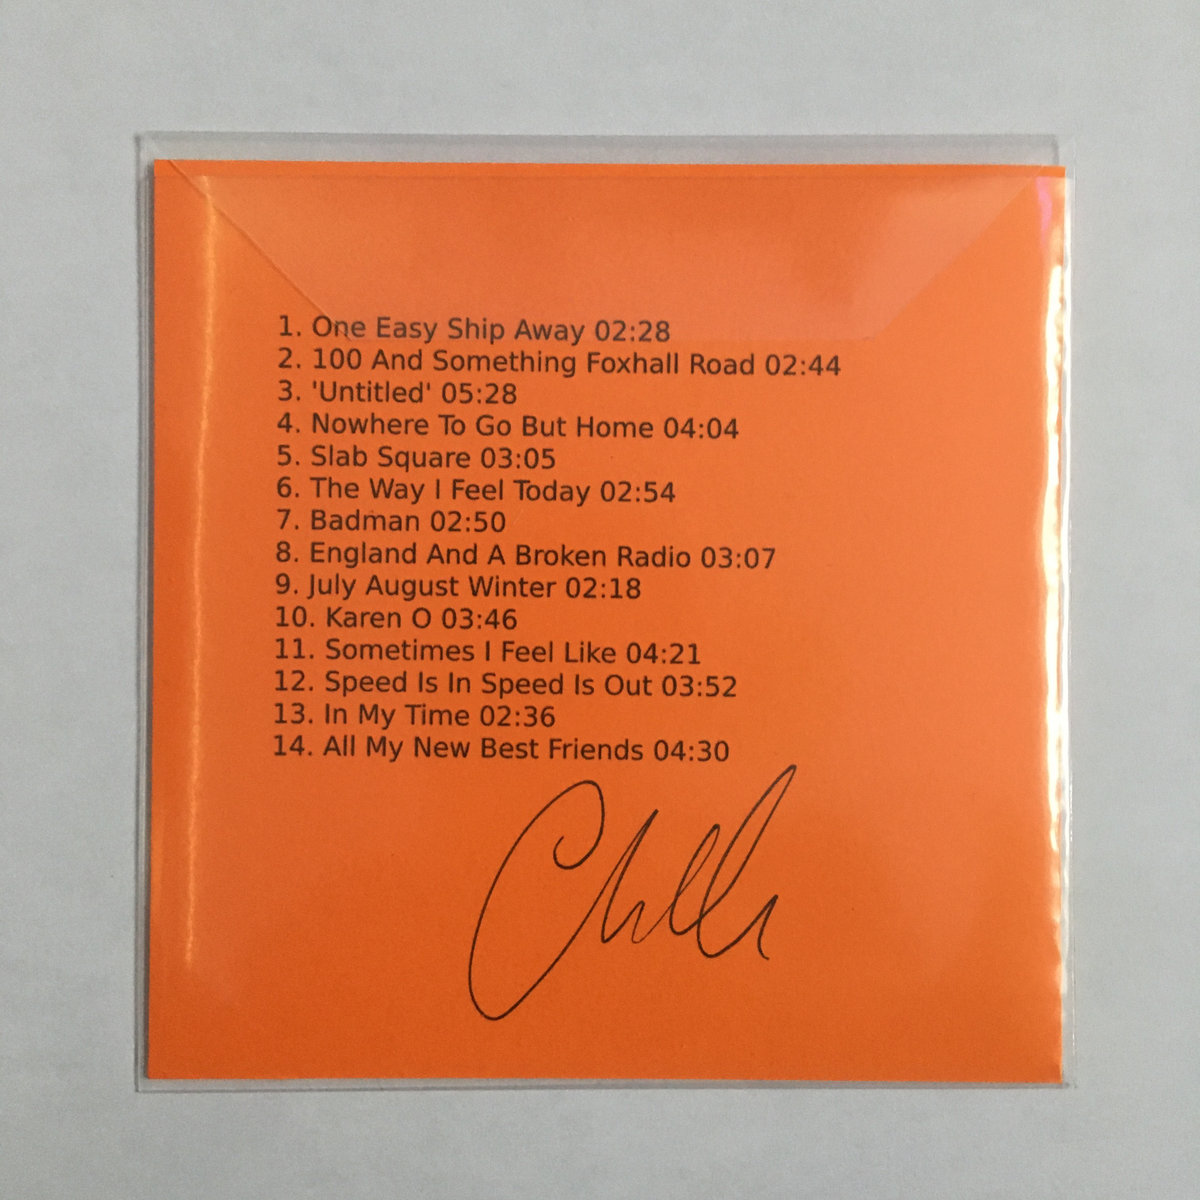 1. One Easy Ship Away 02:28
2. 100 And Something Foxhall Road 02:44
3. 'Untitled' 05:28
4. Nowhere To Go But Home 04:04
5. Slab Square 03:05
6. The Way I Feel Today 02:54
7. Badman 02:50
8. England And A Broken Radio 03:07
9. July August Winter 02:18
10. Karen O 03:46
11. Sometimes I Feel Like 04:21
12. Speed Is In Speed Is Out 03:52
13. In My Time 02:36
14. All My New Best Friends 04:30